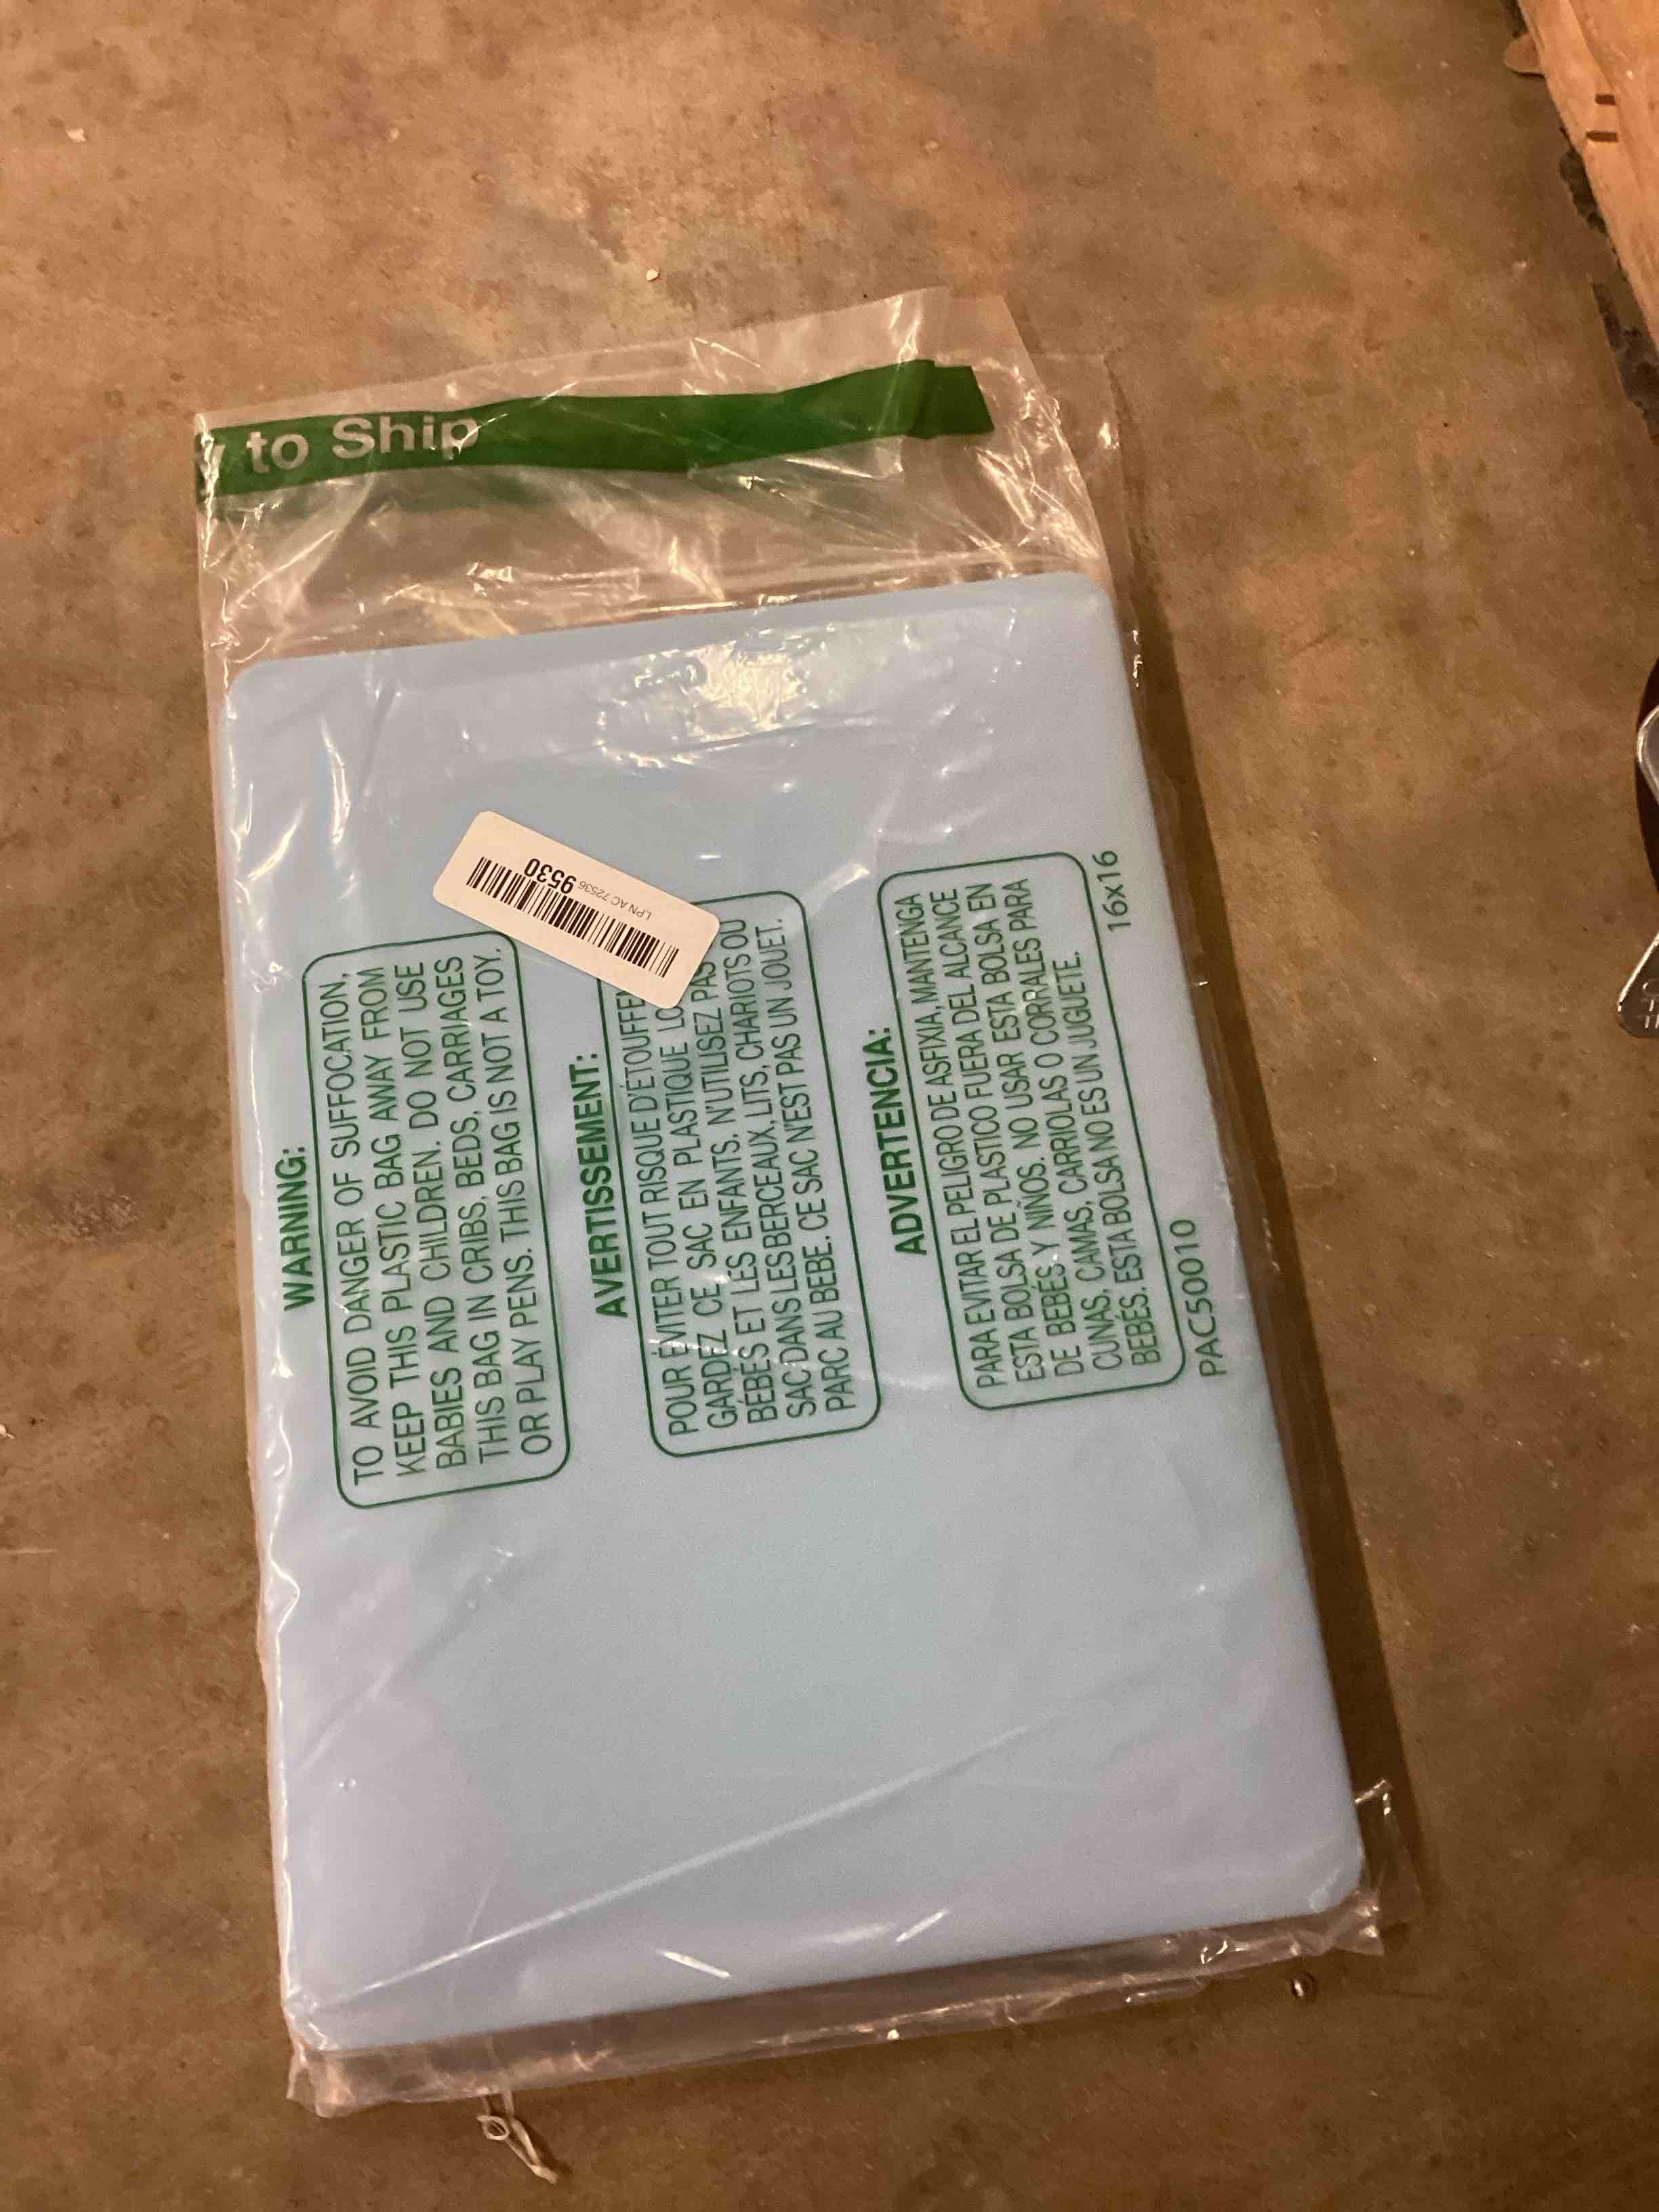 to Ship
LPN AC 72536 9530
WARNING:
TO AVOID DANGER OF SUFFOCATION,
KEEP THIS PLASTIC BAG AWAY FROM
BABIES AND CHILDREN. DO NOT USE
THIS BAG IN CRIBS, BEDS, CARRIAGES
OR PLAY PENS. THIS BAG IS NOT A TOY.
AVERTISSEMENT:
POUR ÉVITER TOUT RISQUE D'ÉTOUFFEN
GARDEZ CE SAC EN PLASTIQUE LO
BÉBÉS ET LES ENFANTS. N'UTILISEZ PAS
SAC DANS LES BERCEAUX, LITS, CHARIOTS OU
PARC AU BEBE. CE SAC N'EST PAS UN JOUET.
ADVERTENCIA:
PARA EVITAR EL PELIGRO DE ASFIXIA, MANTENGA
ESTA BOLSA DE PLASTICO FUERA DEL ALCANCE
DE BEBÉS Y NIÑOS. NO USAR ESTA BOLSA EN
CUNAS, CAMAS, CARRIOLAS O CORRALES PARA
BEBÉS. ESTA BOLSA NO ES UN JUGUETE.
PAC50010 16x16